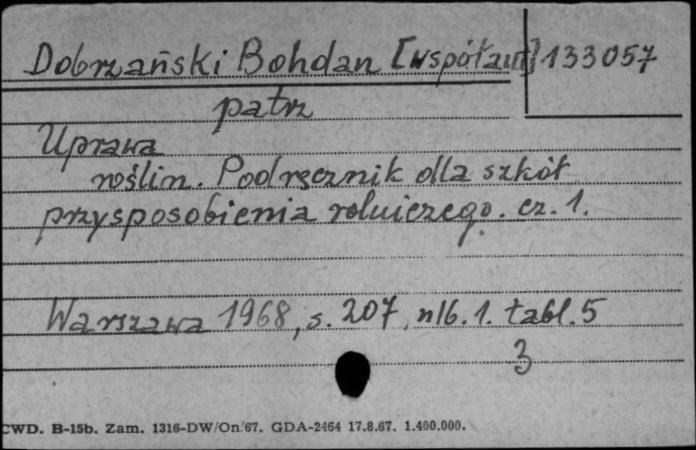 Dobrzański Bohdan [współaut] 133057
patrz
Uprawa
roślin. Podręcznik dla szkół
przysposobienia rolniczego. cz. 1.
Warszawa 1968, s. 207, nlb. 1. tabl. 5
3
CWD. B-15b. Zam. 1316-DW/On/67. GDA-2464 17.8.67. 1.400.000.